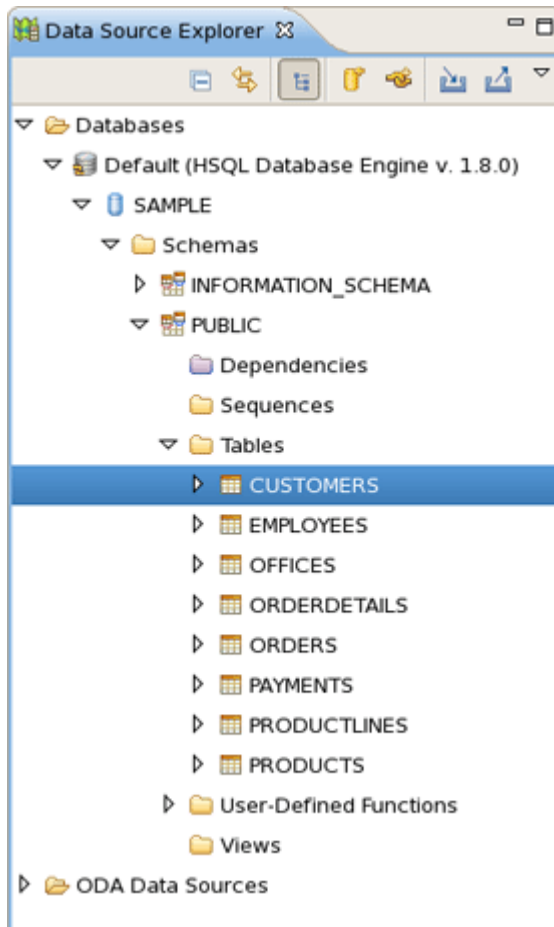 Data Source Explorer
Databases
Default (HSQL Database Engine v. 1.8.0)
SAMPLE
Schemas
INFORMATION_SCHEMA
PUBLIC
Dependencies
Sequences
Tables
CUSTOMERS
EMPLOYEES
OFFICES
ORDERDETAILS
ORDERS
PAYMENTS
PRODUCTLINES
PRODUCTS
User-Defined Functions
Views
ODA Data Sources